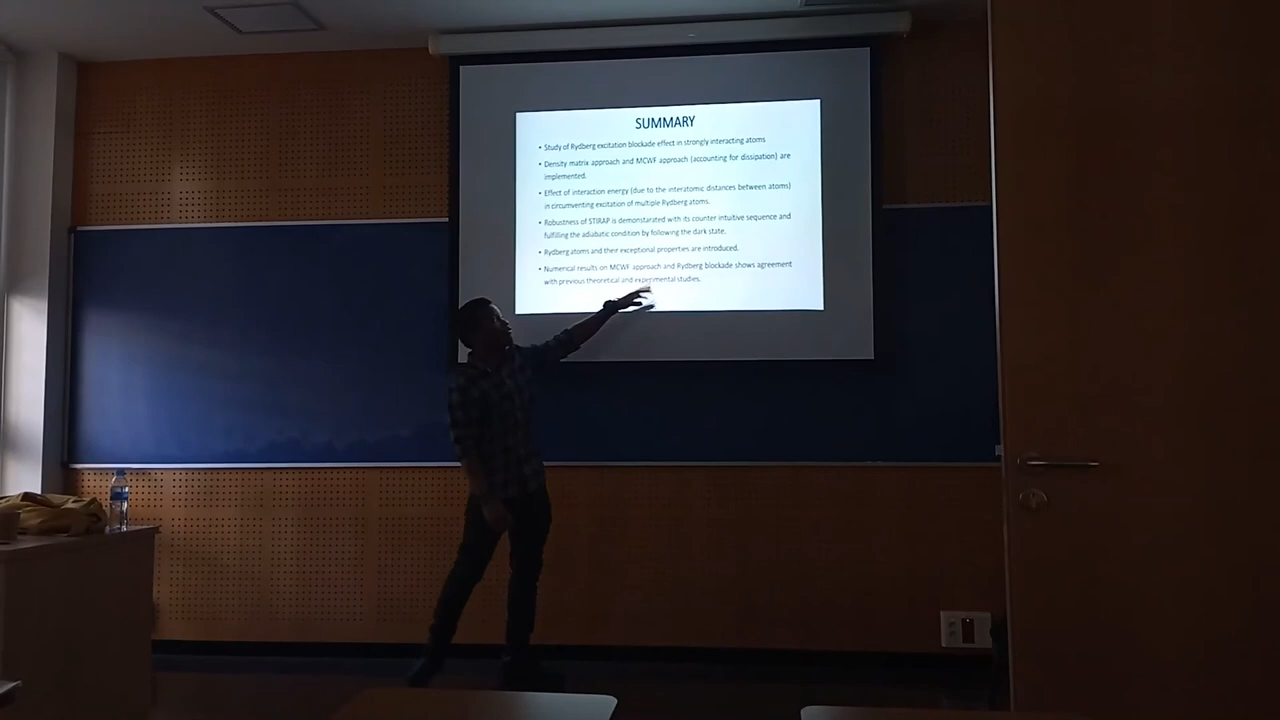 SUMMARY
• Study of Rydberg excitation blockade effect in strongly interacting atoms
• Density matrix approach and MCWF approach (accounting for dissipation) are
implemented.
• Effect of interaction energy (due to the interatomic distances between atoms)
in circumventing excitation of multiple Rydberg atoms.
• Robustness of STIRAP is demonstarated with its counter intuitive sequence and
fulfilling the adiabatic condition by following the dark state.
• Rydberg atoms and their exceptional properties are introduced.
• Numerical results on MCWF approach and Rydberg blockade shows agreement
with previous theoretical and experimental studies.